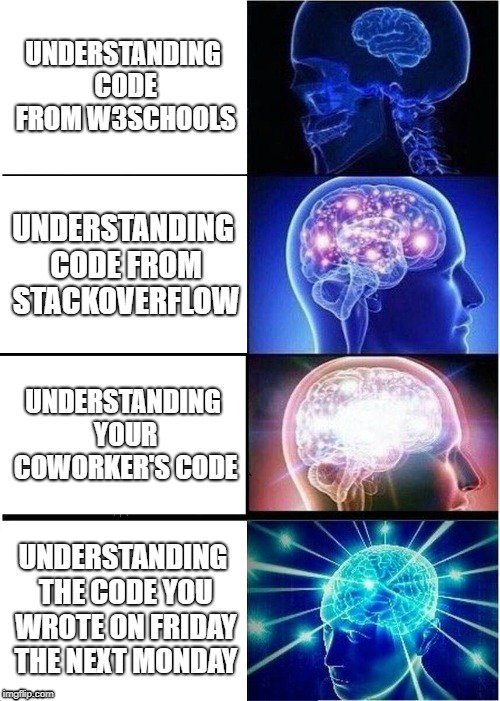 UNDERSTANDING
CODE
FROM W3SCHOOLS
UNDERSTANDING
CODE FROM
STACKOVERFLOW
UNDERSTANDING
YOUR
COWORKER'S CODE
UNDERSTANDING
THE CODE YOU
WROTE ON FRIDAY
THE NEXT MONDAY
imgflip.com